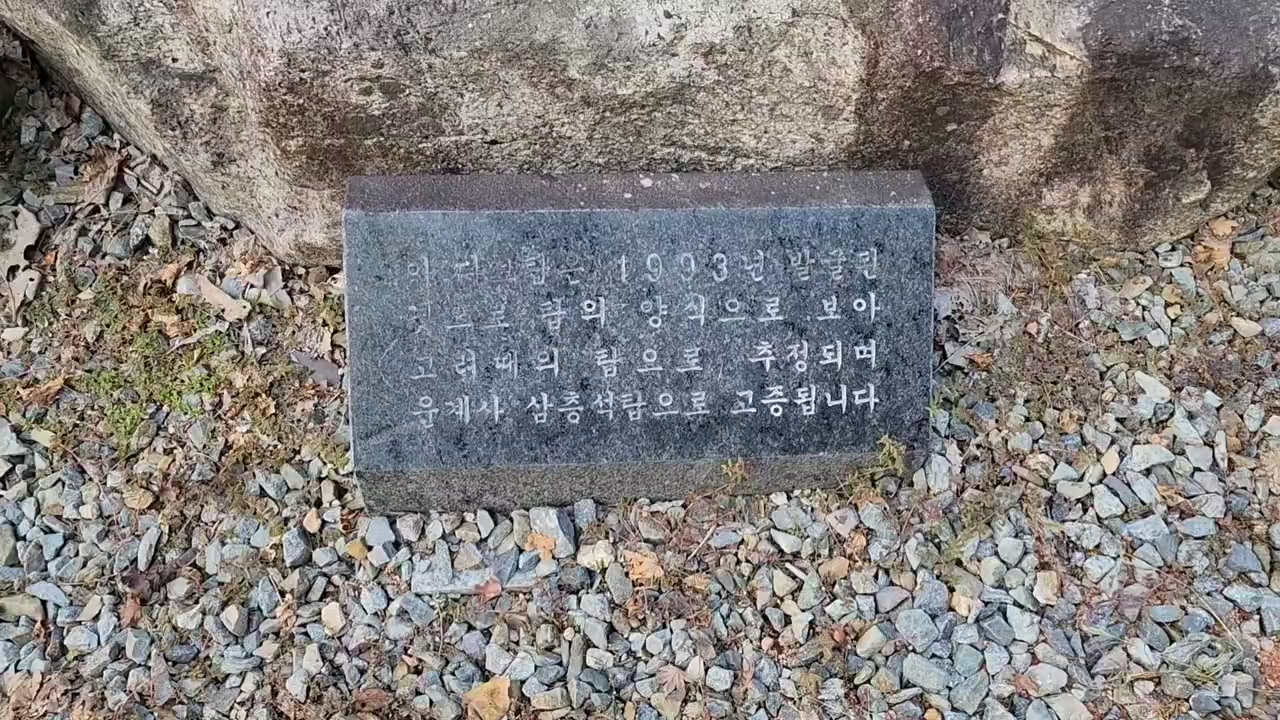 이 석탑은 1993년 발굴된
것으로 탑의 양식으로 보아
고려때의 탑으로 추정되며
운계사 삼층석탑으로 고증됩니다